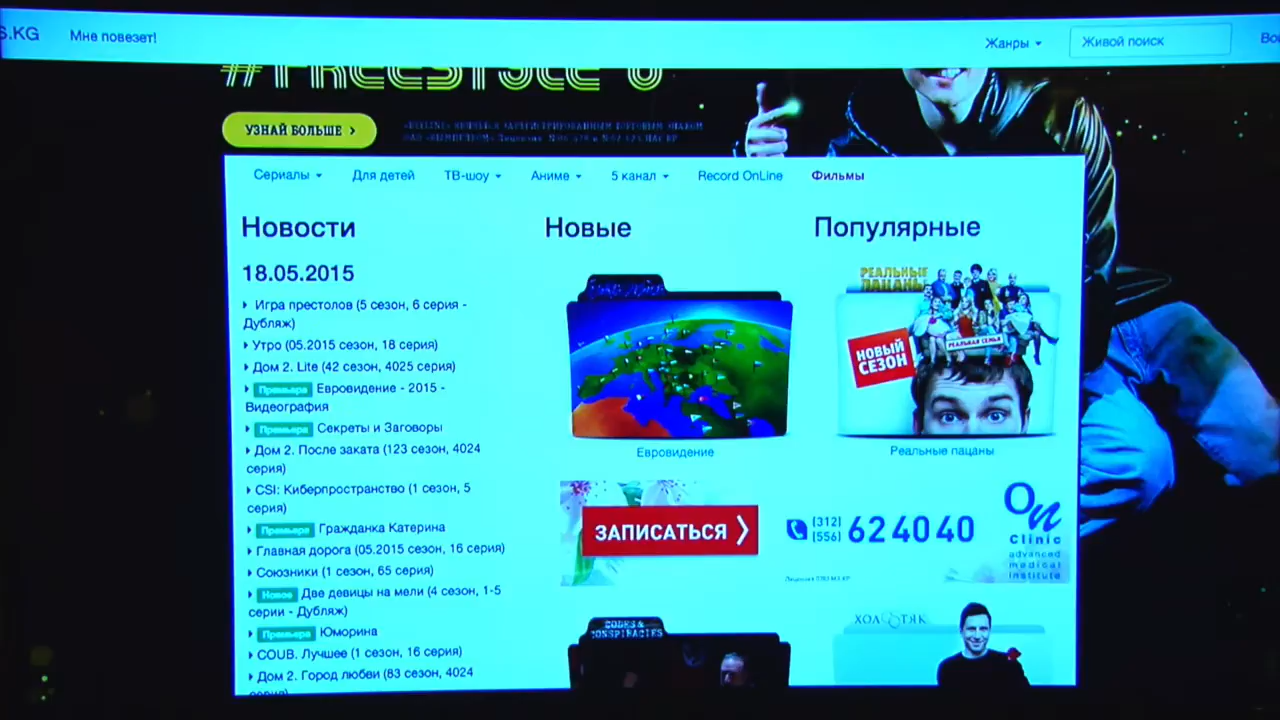 S.KG
Мне повезет!
Жанры
Живой поиск
#FREESTYLE
УЗНАЙ БОЛЬШЕ >
Сериалы
Для детей
ТВ-шоу
Аниме
5 канал
Record OnLine
Фильмы
Новости
18.05.2015
Игра престолов (5 сезон, 6 серия -
Дубляж)
Утро (05.2015 сезон, 18 серия)
Дом 2. Lite (42 сезон, 4025 серия)
Премьера Евровидение - 2015 -
Видеография
Премьера Секреты и Заговоры
Дом 2. После заката (123 сезон, 4024
серия)
CSI: Киберпространство (1 сезон, 5
серия)
Премьера Гражданка Катерина
Главная дорога (05.2015 сезон, 16 серия)
Союзники (1 сезон, 65 серия)
Новое Две девицы на мели (4 сезон, 1-5
серии - Дубляж)
Премьера Юморина
COUB. Лучшее (1 сезон, 16 серия)
Дом 2. Город любви (83 сезон, 4024
серия)
Новые
Евровидение
Популярные
РЕАЛЬНЫЕ
ПАЦАНЫ
НОВЫЙ
СЕЗОН
РЕАЛЬНАЯ СЕМЬЯ
Реальные пацаны
ЗАПИСАТЬСЯ
(312)
(556)
62 40 40
On
Clinic
advanced
medical
institute
CODES &
CONSPIRACIES
ХОЛОСТЯК